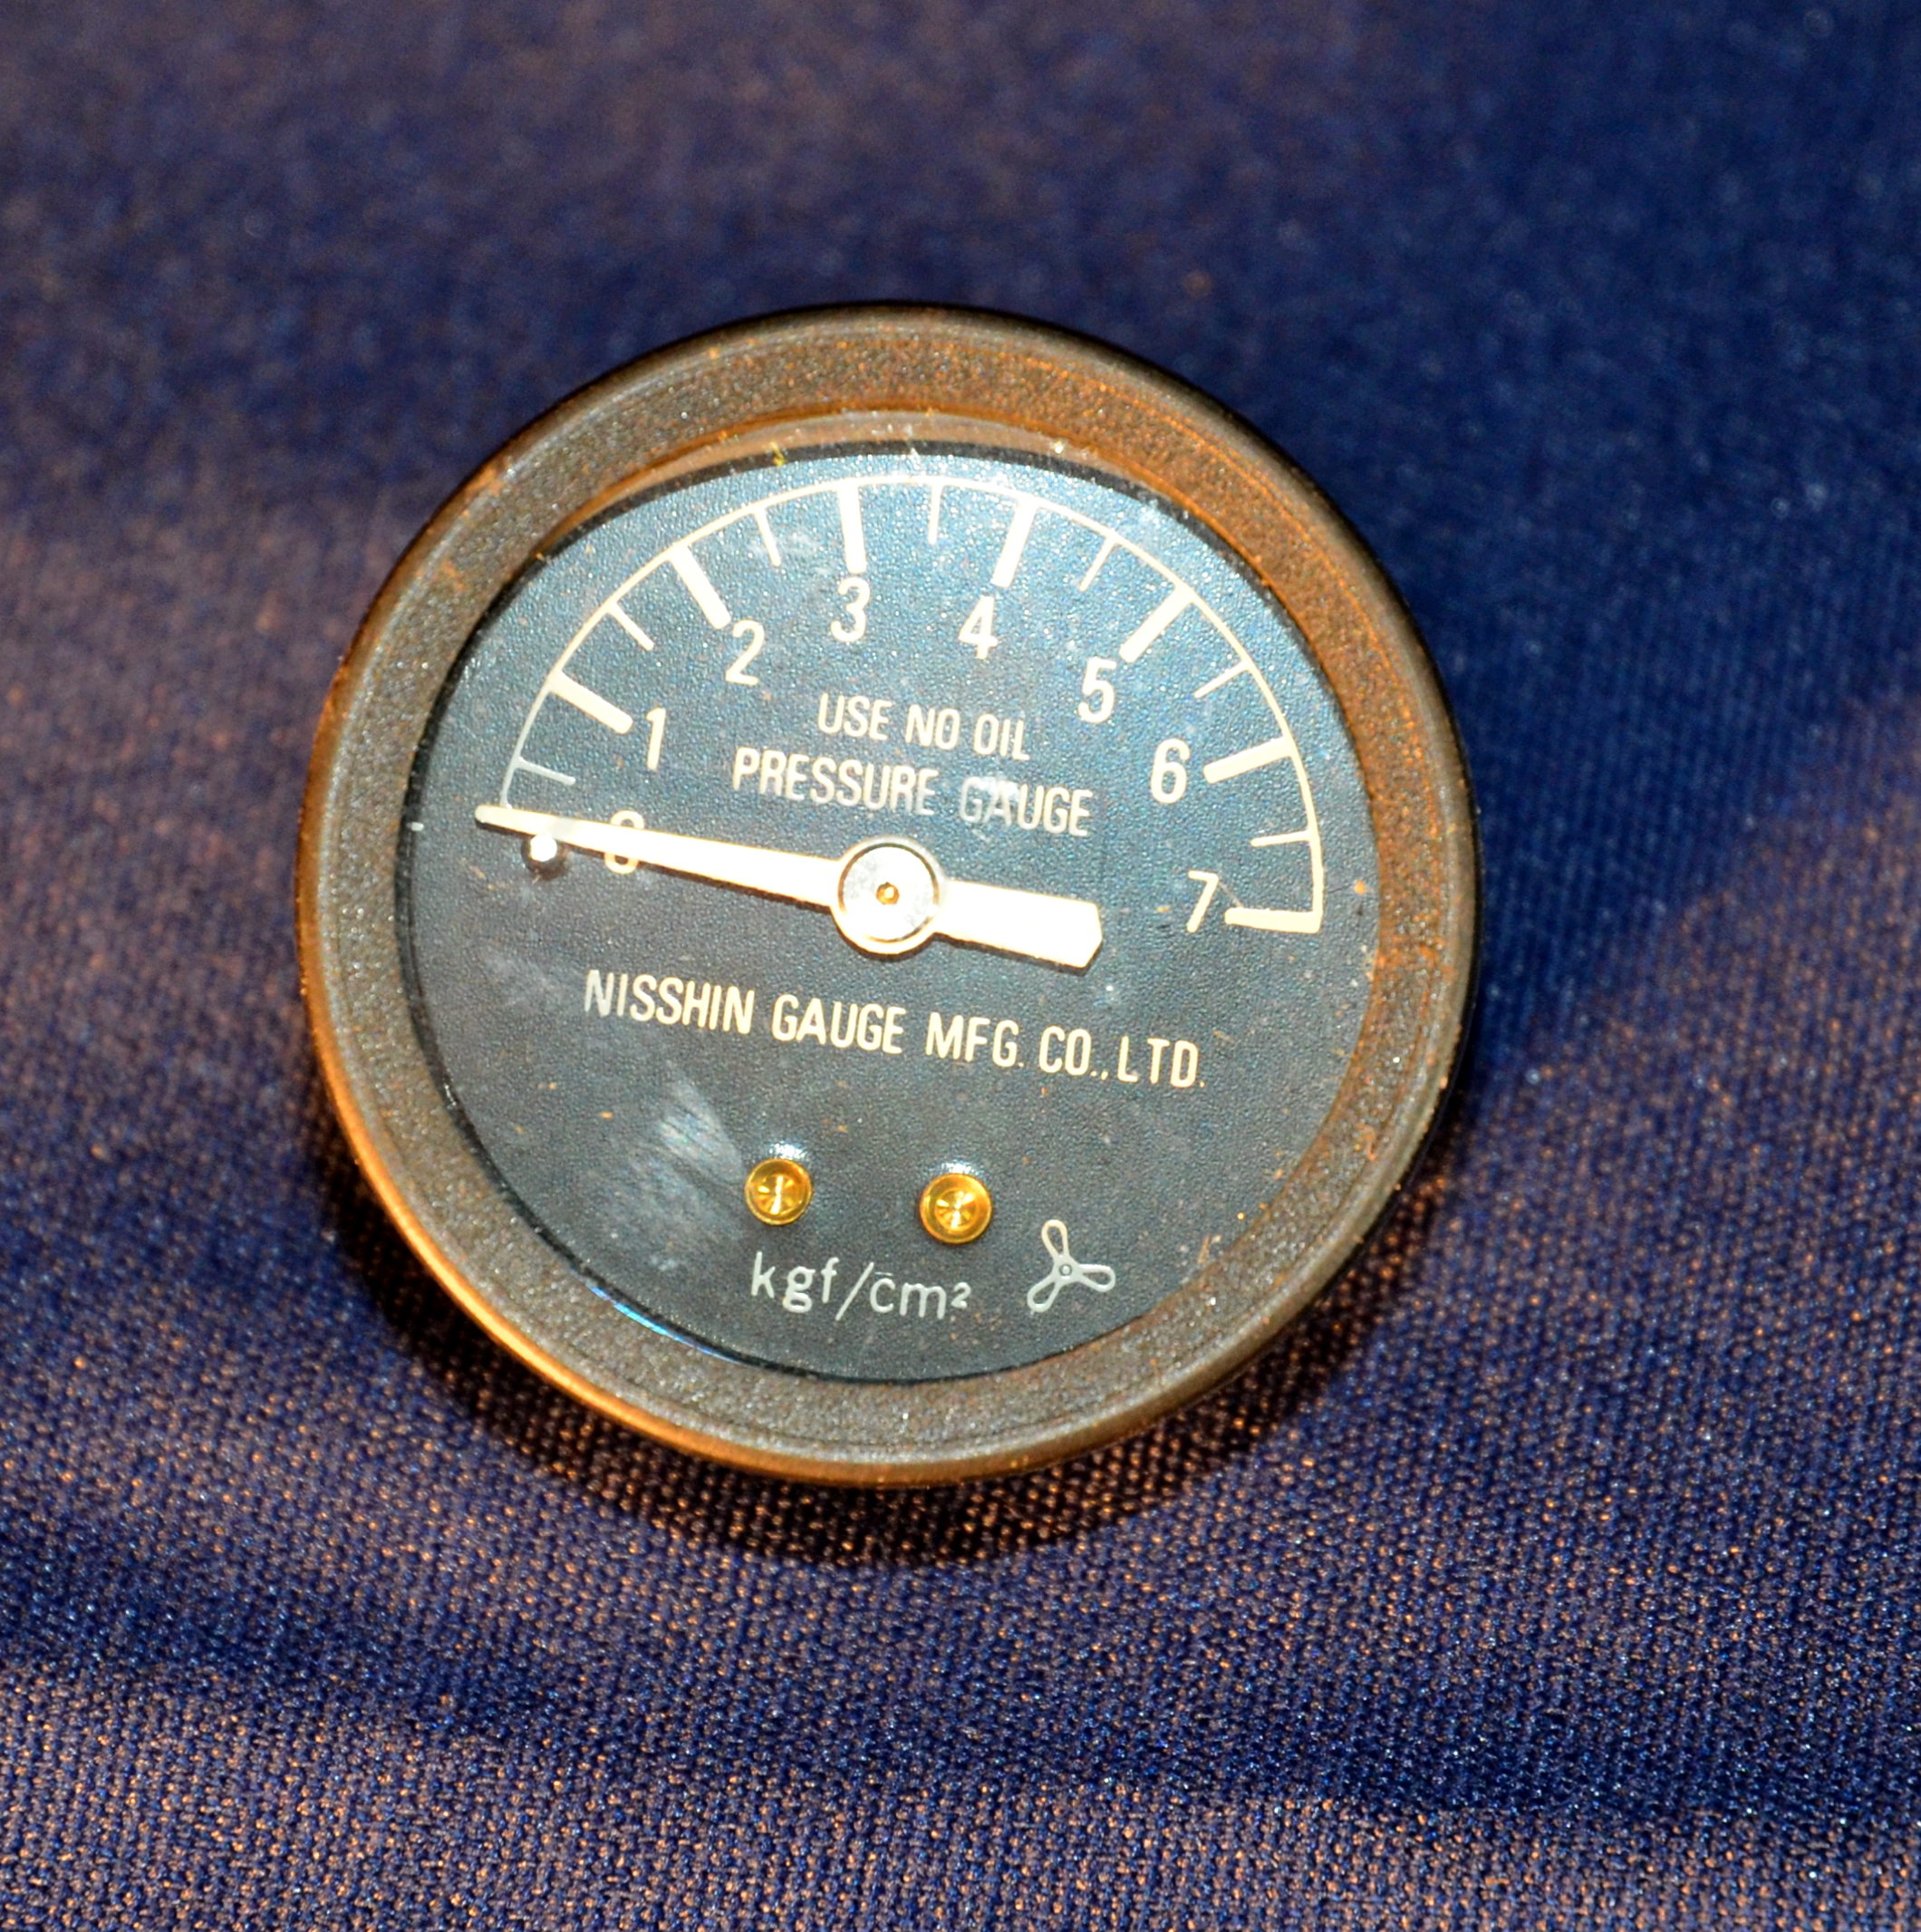 0 1 2 3 4 5 6 7
USE NO OIL
PRESSURE GAUGE
NISSHIN GAUGE MFG. CO.,LTD.
kgf/cm²